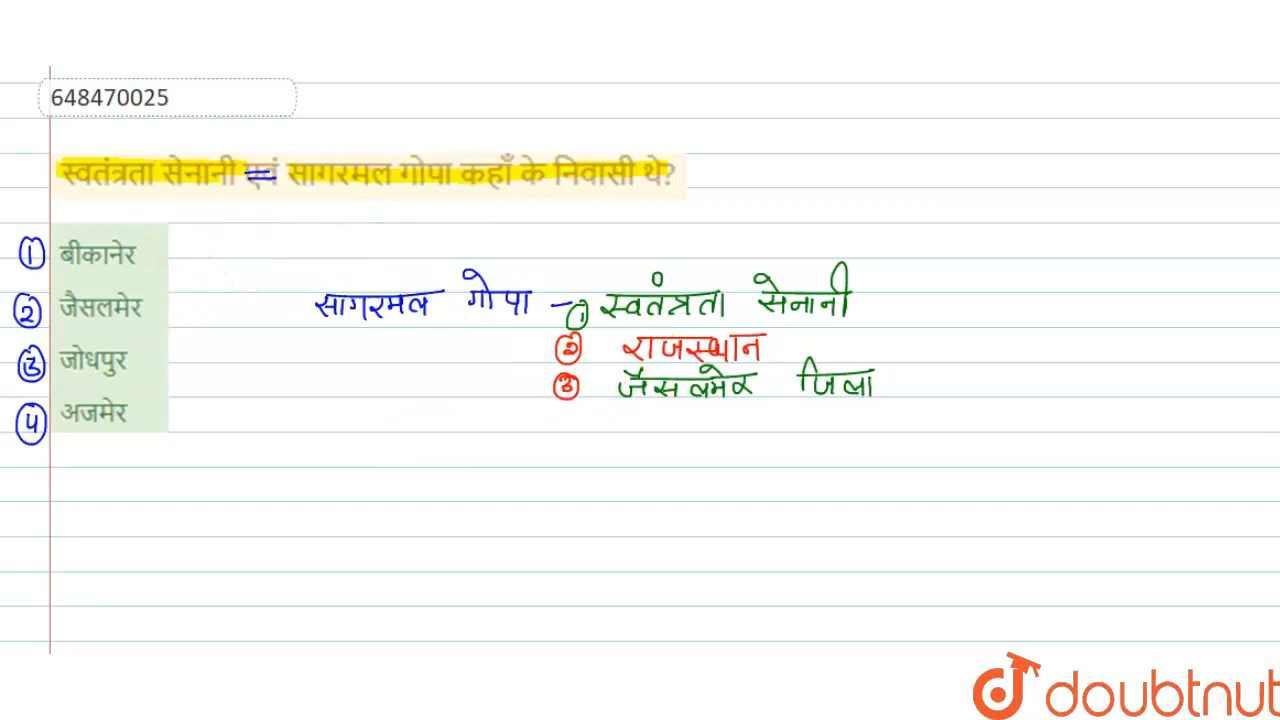 648470025
स्वतंत्रता सेनानी एवं सागरमल गोपा कहाँ के निवासी थे?
1 बीकानेर
2 जैसलमेर
3 जोधपुर
4 अजमेर
सागरमल गोपा – 1 स्वतंत्रता सेनानी
2 राजस्थान
3 जैसलमेर जिला
doubtnut